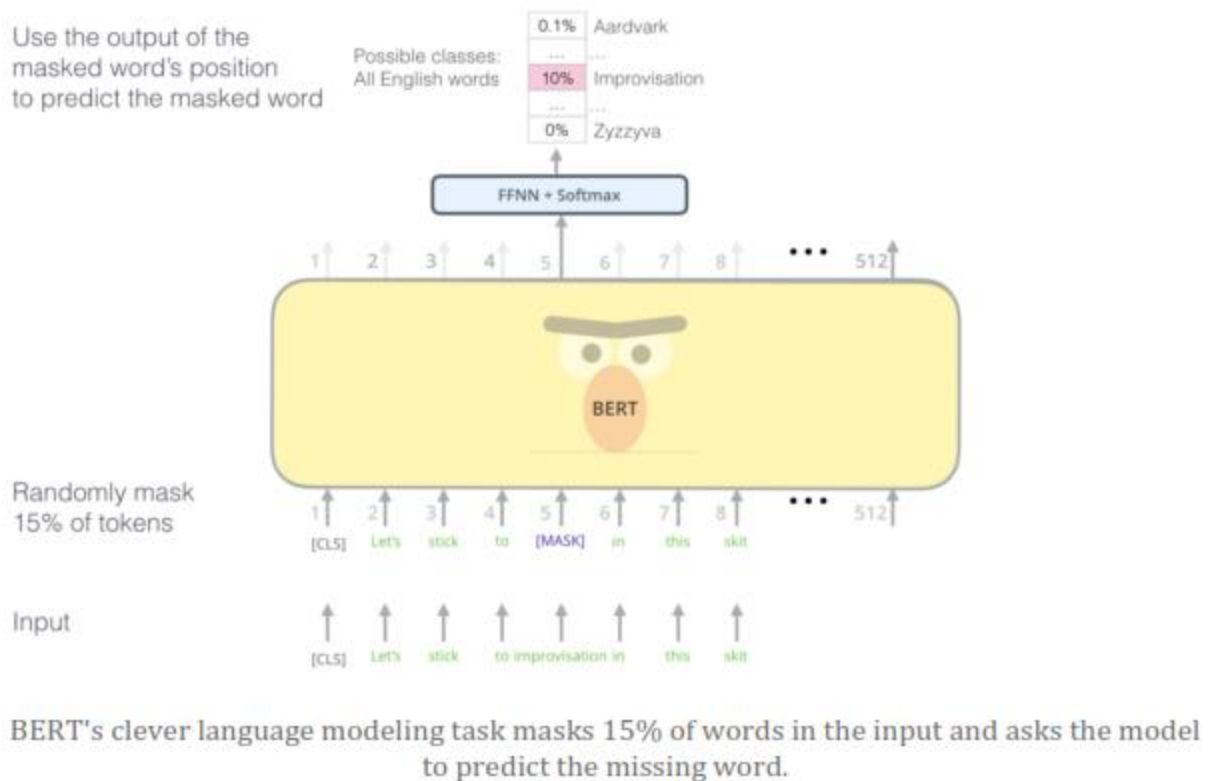 Use the output of the
masked word's position
to predict the masked word
Possible classes:
All English words
0.1% Aardvark
... ...
10% Improvisation
... ...
0% Zyzzyva
FFNN + Softmax
1 2 3 4 5 6 7 8 ... 512
BERT
Randomly mask
15% of tokens
1 2 3 4 5 6 7 8 ... 512
[CLS] Let's stick to [MASK] in this skit
Input
[CLS] Let's stick to improvisation in this skit
BERT's clever language modeling task masks 15% of words in the input and asks the model
to predict the missing word.